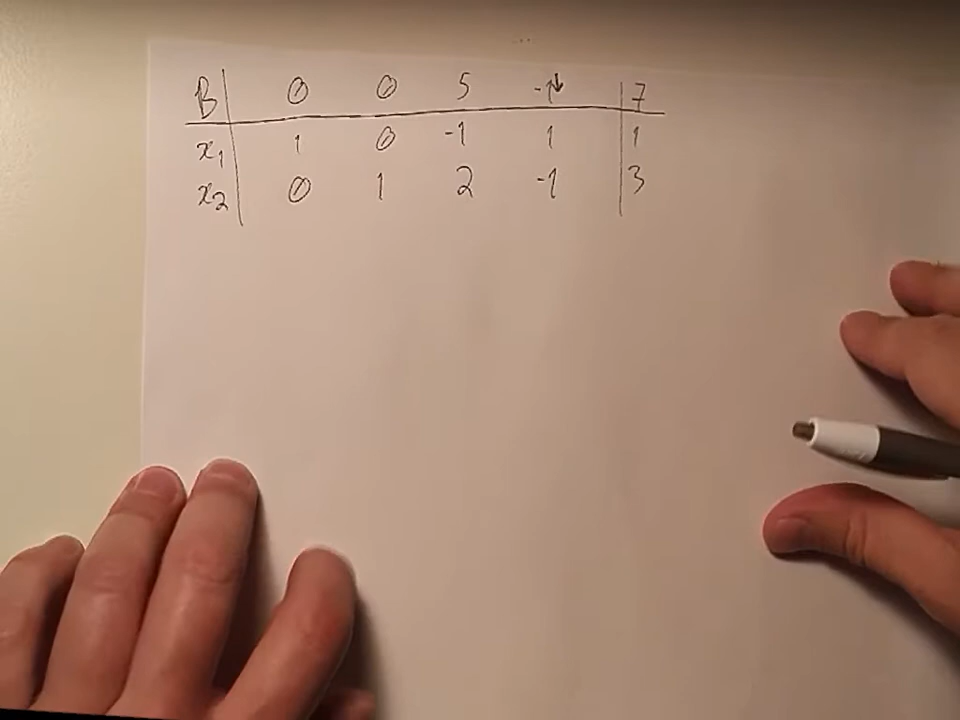 B | 0 0 5 -1↓ | 7
x₁ | 1 0 -1 1 | 1
x₂ | 0 1 2 -1 | 3